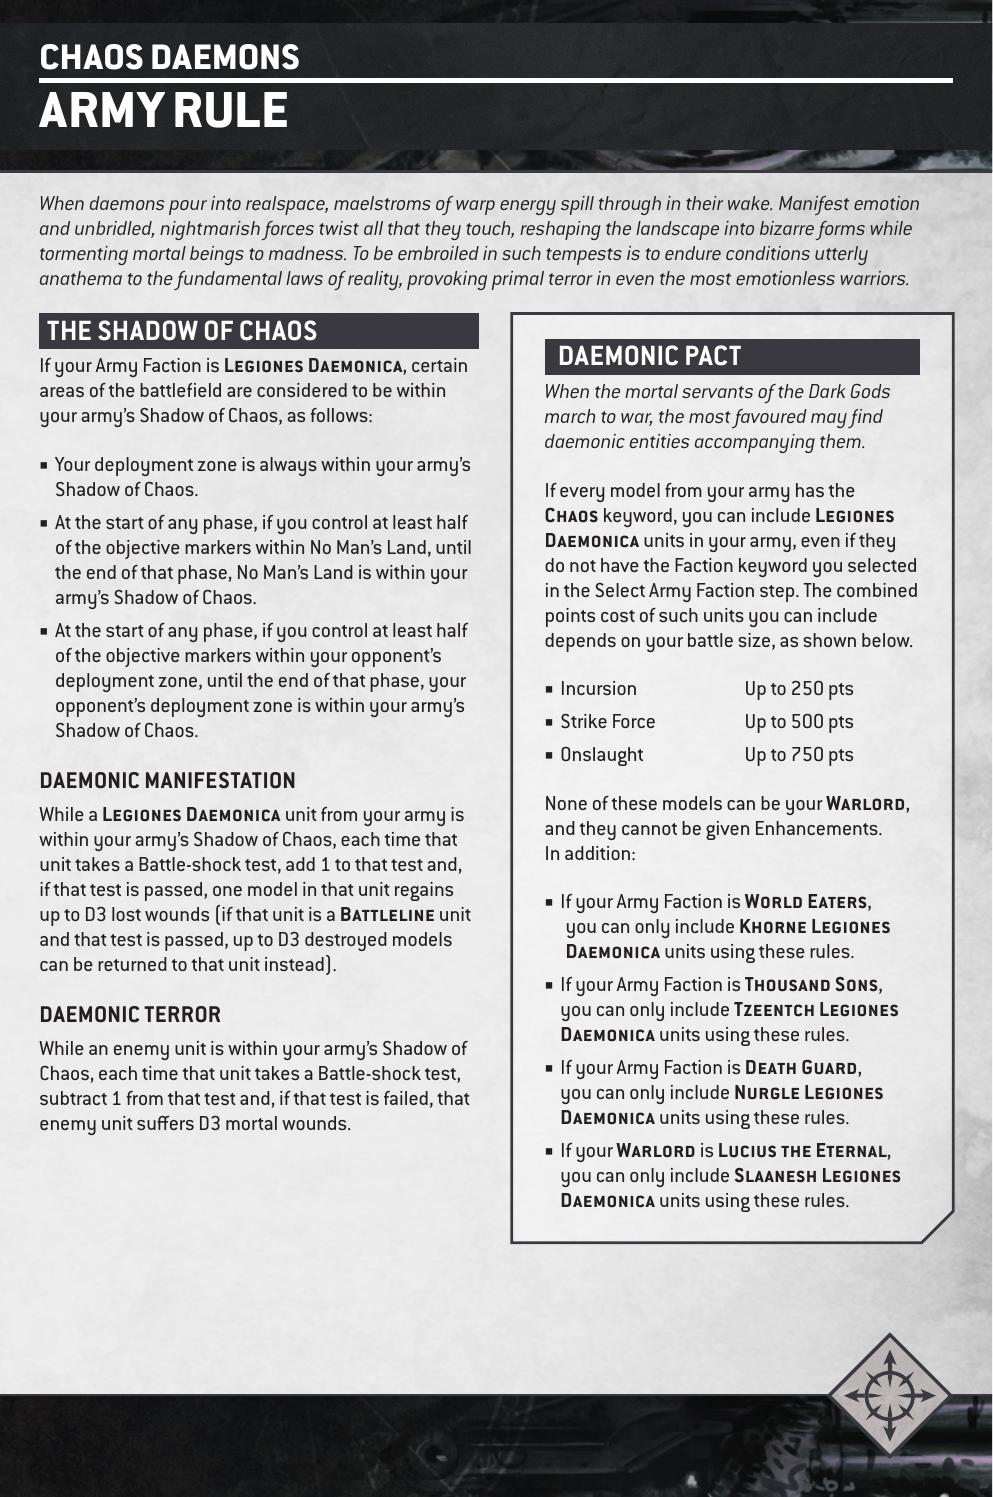 CHAOS DAEMONS
ARMY RULE
When daemons pour into realspace, maelstroms of warp energy spill through in their wake. Manifest emotion
and unbridled, nightmarish forces twist all that they touch, reshaping the landscape into bizarre forms while
tormenting mortal beings to madness. To be embroiled in such tempests is to endure conditions utterly
anathema to the fundamental laws of reality, provoking primal terror in even the most emotionless warriors.
THE SHADOW OF CHAOS
If your Army Faction is LEGIONES DAEMONICA, certain
areas of the battlefield are considered to be within
your army's Shadow of Chaos, as follows:
▪ Your deployment zone is always within your army's
Shadow of Chaos.
▪ At the start of any phase, if you control at least half
of the objective markers within No Man's Land, until
the end of that phase, No Man's Land is within your
army's Shadow of Chaos.
▪ At the start of any phase, if you control at least half
of the objective markers within your opponent's
deployment zone, until the end of that phase, your
opponent's deployment zone is within your army's
Shadow of Chaos.
DAEMONIC MANIFESTATION
While a LEGIONES DAEMONICA unit from your army is
within your army's Shadow of Chaos, each time that
unit takes a Battle-shock test, add 1 to that test and,
if that test is passed, one model in that unit regains
up to D3 lost wounds (if that unit is a BATTLELINE unit
and that test is passed, up to D3 destroyed models
can be returned to that unit instead).
DAEMONIC TERROR
While an enemy unit is within your army's Shadow of
Chaos, each time that unit takes a Battle-shock test,
subtract 1 from that test and, if that test is failed, that
enemy unit suffers D3 mortal wounds.
DAEMONIC PACT
When the mortal servants of the Dark Gods
march to war, the most favoured may find
daemonic entities accompanying them.
If every model from your army has the
CHAOS keyword, you can include LEGIONES
DAEMONICA units in your army, even if they
do not have the Faction keyword you selected
in the Select Army Faction step. The combined
points cost of such units you can include
depends on your battle size, as shown below.
▪ Incursion Up to 250 pts
▪ Strike Force Up to 500 pts
▪ Onslaught Up to 750 pts
None of these models can be your WARLORD,
and they cannot be given Enhancements.
In addition:
▪ If your Army Faction is WORLD EATERS,
you can only include KHORNE LEGIONES
DAEMONICA units using these rules.
▪ If your Army Faction is THOUSAND SONS,
you can only include TZEENTCH LEGIONES
DAEMONICA units using these rules.
▪ If your Army Faction is DEATH GUARD,
you can only include NURGLE LEGIONES
DAEMONICA units using these rules.
▪ If your WARLORD is LUCIUS THE ETERNAL,
you can only include SLAANESH LEGIONES
DAEMONICA units using these rules.